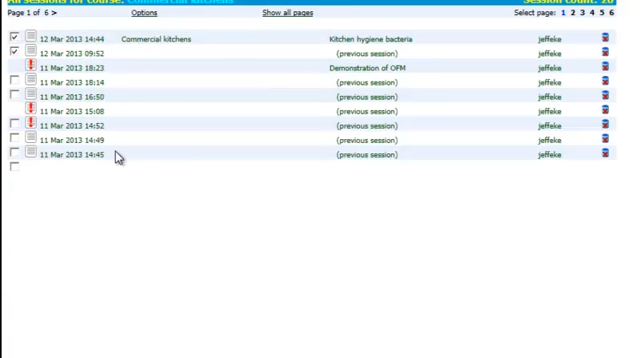 All sessions for course: Commercial kitchens Session count: 20
Page 1 of 6 > Options Show all pages Select page: 1 2 3 4 5 6
12 Mar 2013 14:44 Commercial kitchens Kitchen hygiene bacteria jeffeke
12 Mar 2013 09:52 (previous session) jeffeke
11 Mar 2013 18:23 Demonstration of OFM jeffeke
11 Mar 2013 18:14 (previous session) jeffeke
11 Mar 2013 16:50 (previous session) jeffeke
11 Mar 2013 15:08 (previous session) jeffeke
11 Mar 2013 14:52 (previous session) jeffeke
11 Mar 2013 14:49 (previous session) jeffeke
11 Mar 2013 14:45 (previous session) jeffeke